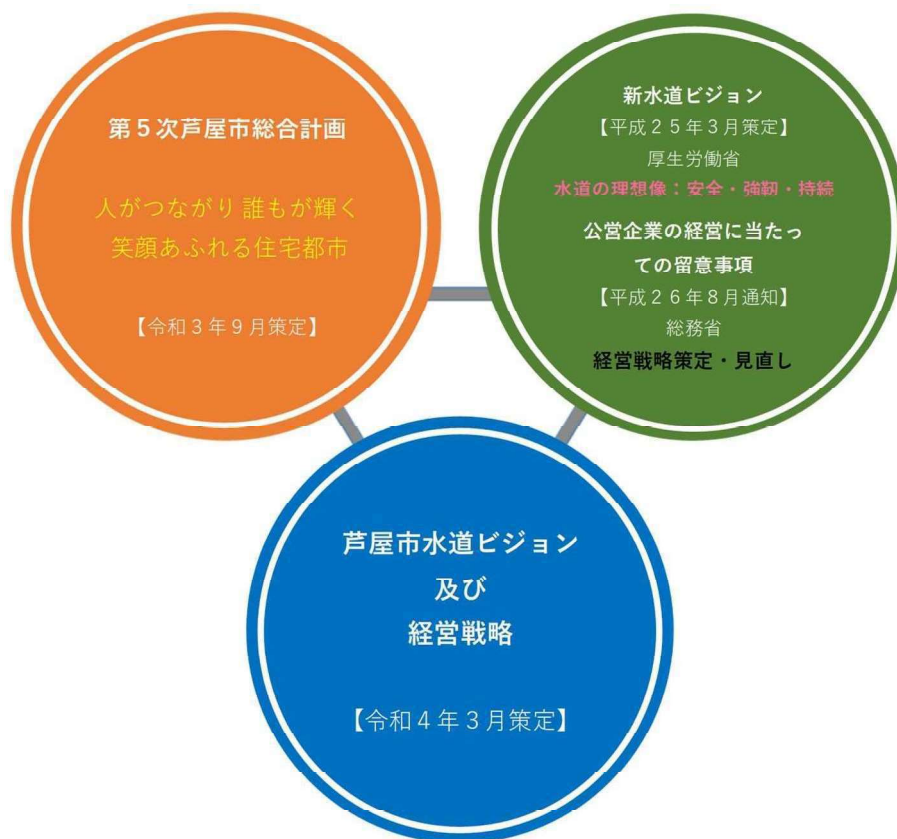 第５次芦屋市総合計画
人がつながり 誰もが輝く
笑顔あふれる住宅都市
【令和３年９月策定】
新水道ビジョン
【平成２５年３月策定】
厚生労働省
水道の理想像：安全・強靭・持続
公営企業の経営に当たっ
ての留意事項
【平成２６年８月通知】
総務省
経営戦略策定・見直し
芦屋市水道ビジョン
及び
経営戦略
【令和４年３月策定】